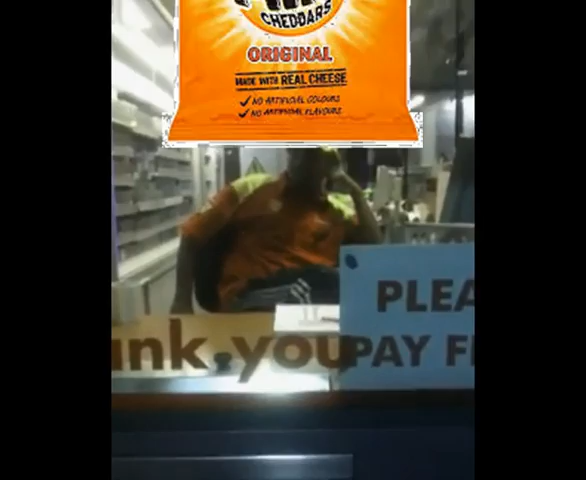 CHEDDARS
ORIGINAL
MADE WITH REAL CHEESE
✓ NO ARTIFICIAL COLOURS
✓ NO ARTIFICIAL FLAVOURS
PLEA
nk you
PAY F